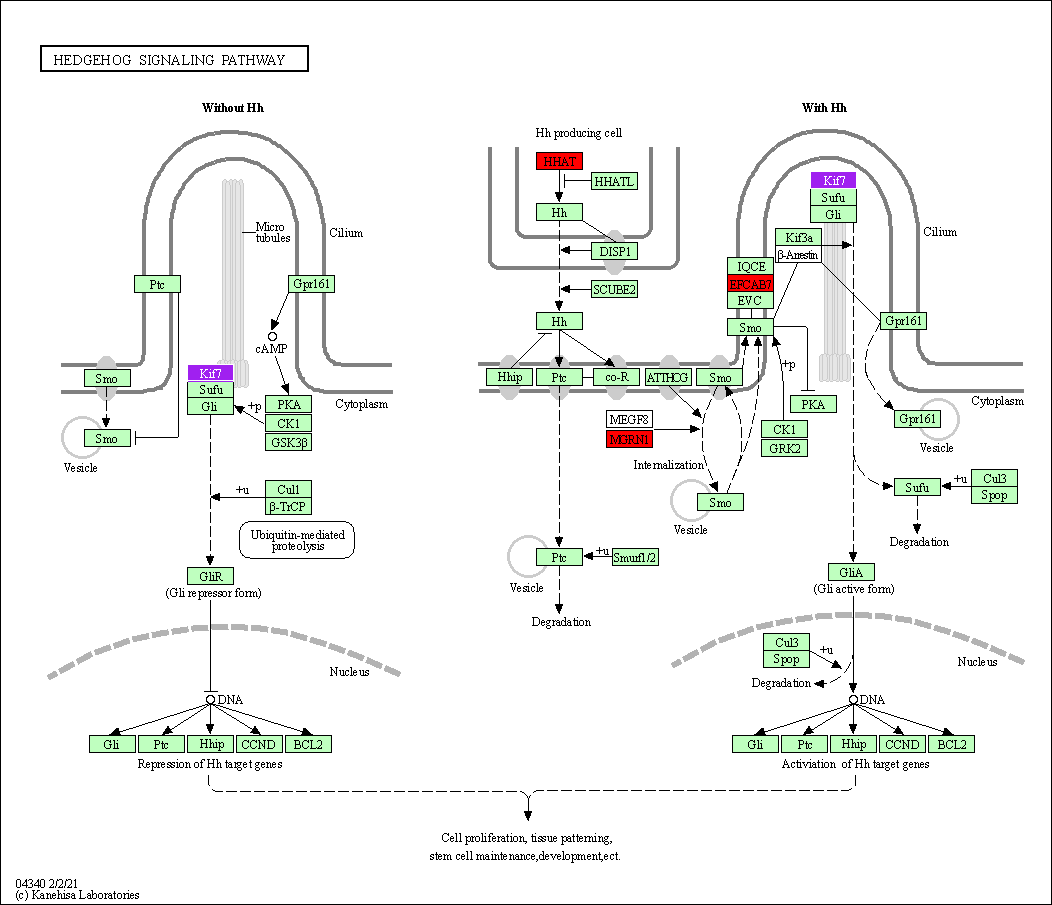 HEDGEHOG SIGNALING PATHWAY
Without Hh
With Hh
Hh producing cell
HHAT
HHATL
Hh
DISP1
SCUBE2
Hh
Micro
tubules
Cilium
Ptc
Gpr161
cAMP
Smo
Kif7
Sufu
Gli
+p
PKA
CK1
GSK3β
Cytoplasm
Smo
Vesicle
+u
Cul1
β-TrCP
Ubiquitin-mediated
proteolysis
GliR
(Gli repressor form)
Nucleus
DNA
Gli
Ptc
Hhip
CCND
BCL2
Repression of Hh target genes
Kif7
Sufu
Gli
Kif3a
β-Arrestin
Cilium
IQCE
EFCAB7
EVC
Smo
Gpr161
Hhip
Ptc
co-R
ATTHOG
Smo
+p
PKA
Cytoplasm
MEGF8
MGRN1
CK1
GRK2
Gpr161
Vesicle
Internalization
Smo
Vesicle
Sufu
+u
Cul3
Spop
Degradation
Ptc
+u
Smurf1/2
Vesicle
Degradation
GliA
(Gli active form)
Cul3
Spop
+u
Degradation
Nucleus
DNA
Gli
Ptc
Hhip
CCND
BCL2
Activiation of Hh target genes
Cell proliferation, tissue patterning,
stem cell maintenance,development,ect.
04340 2/2/21
(c) Kanehisa Laboratories